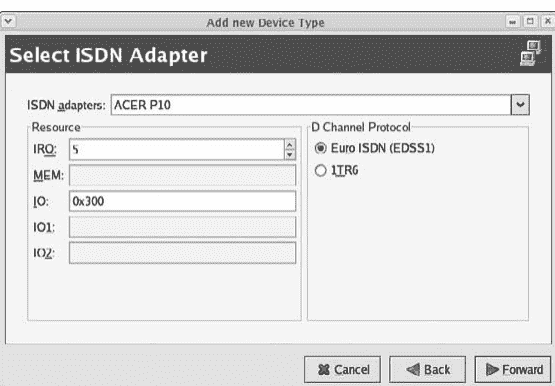 Add new Device Type
Select ISDN Adapter
ISDN adapters: ACER P10
Resource
IRQ: 5
MEM:
IO: 0x300
IO1:
IO2:
D Channel Protocol
Euro ISDN (EDSS1)
1TR6
Cancel
Back
Forward